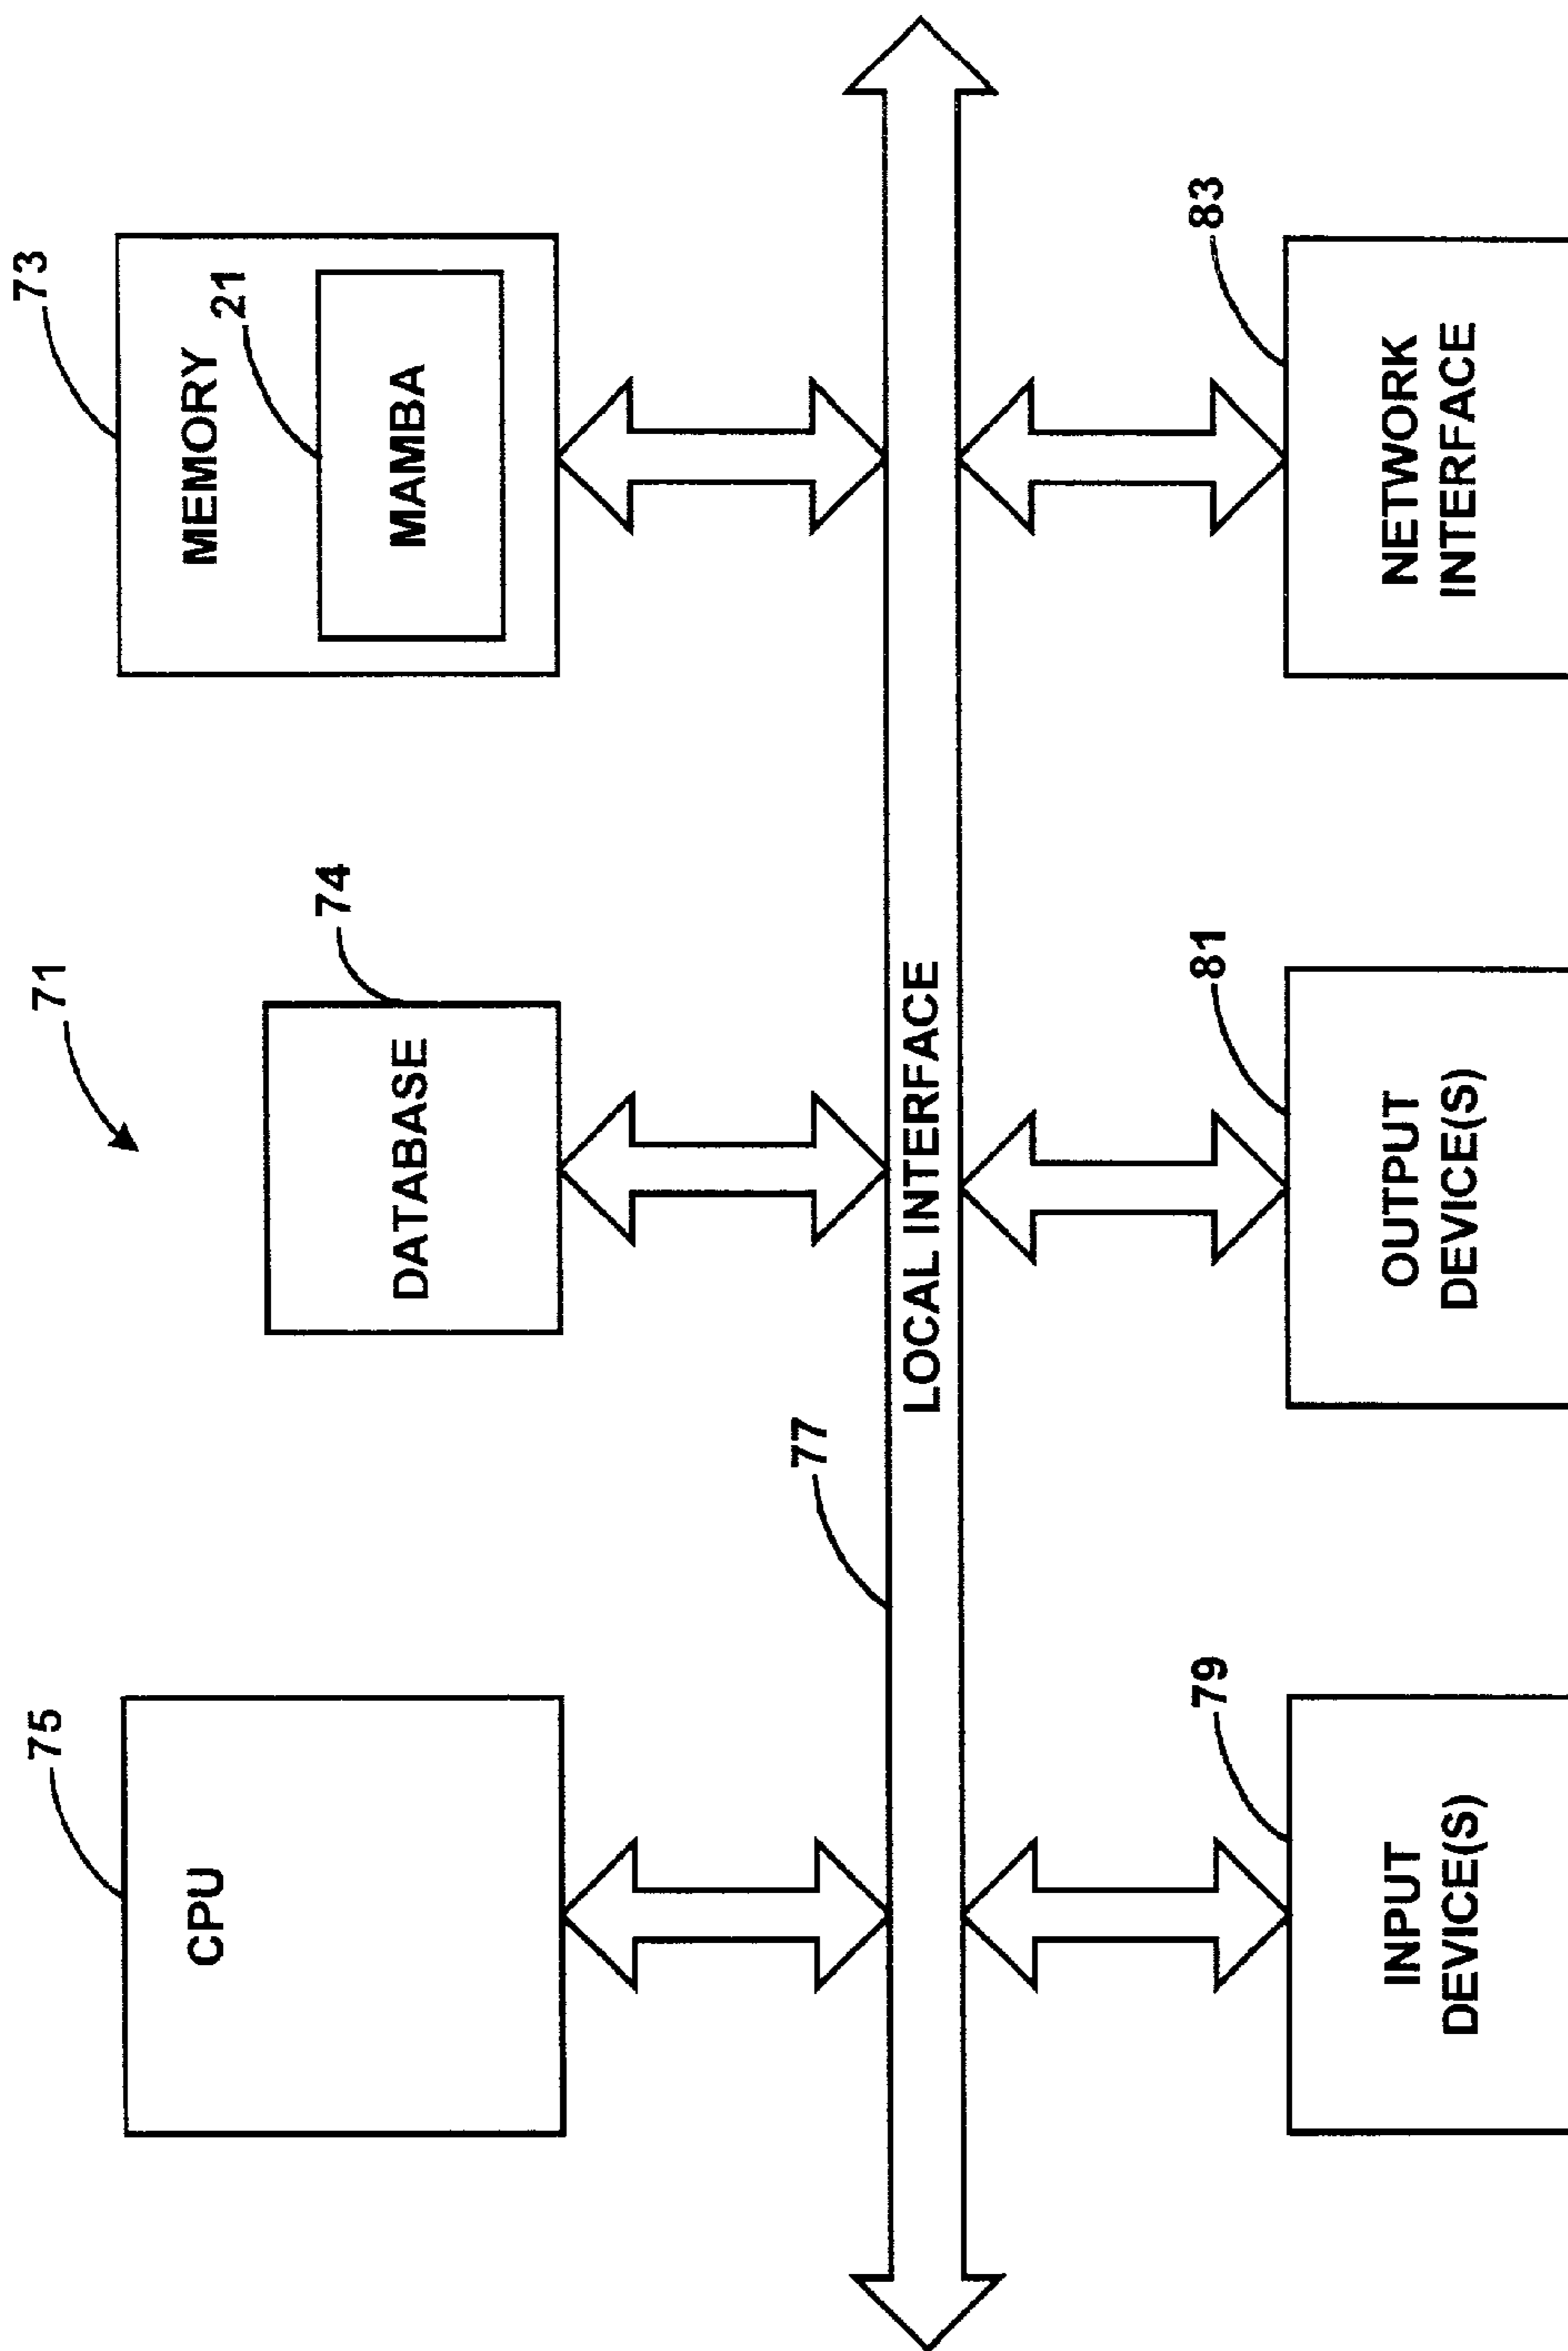 71
75
CPU
74
DATABASE
73
MEMORY
21
MAMBA
77
LOCAL INTERFACE
79
INPUT
DEVICE(S)
81
OUTPUT
DEVICE(S)
83
NETWORK
INTERFACE